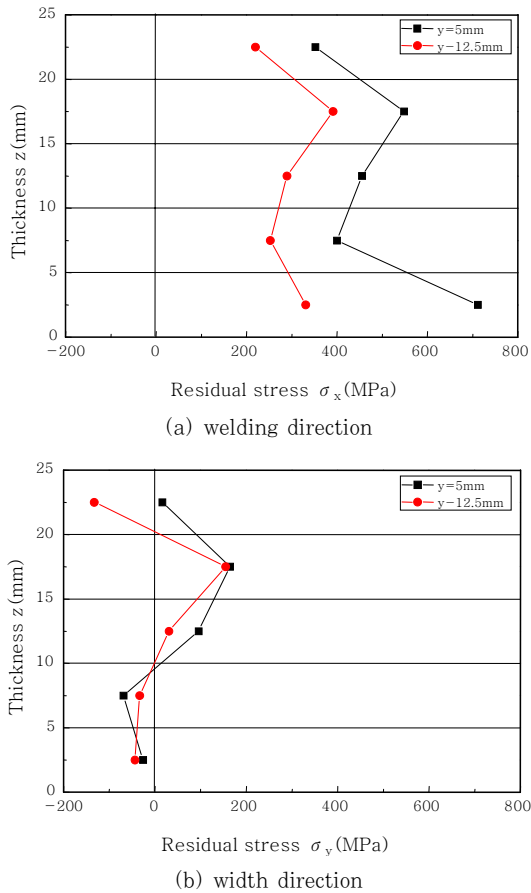 25
20
15
10
5
0
-200
0
200
400
600
800
Thickness z(mm)
y=5mm
y-12.5mm
Residual stress σx(MPa)
(a) welding direction
25
20
15
10
5
0
-200
0
200
400
600
800
Thickness z(mm)
y=5mm
y-12.5mm
Residual stress σy(MPa)
(b) width direction